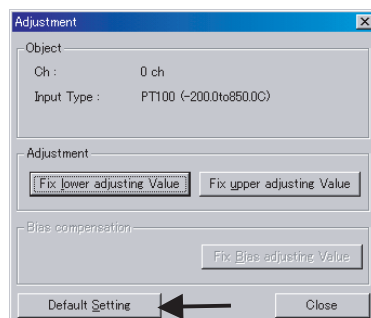 Adjustment
Object
Ch : 0 ch
Input Type : PT100 (-200.0to850.0C)
Adjustment
Fix lower adjusting Value Fix upper adjusting Value
Bias compensation
Fix Bias adjusting Value
Default Setting Close